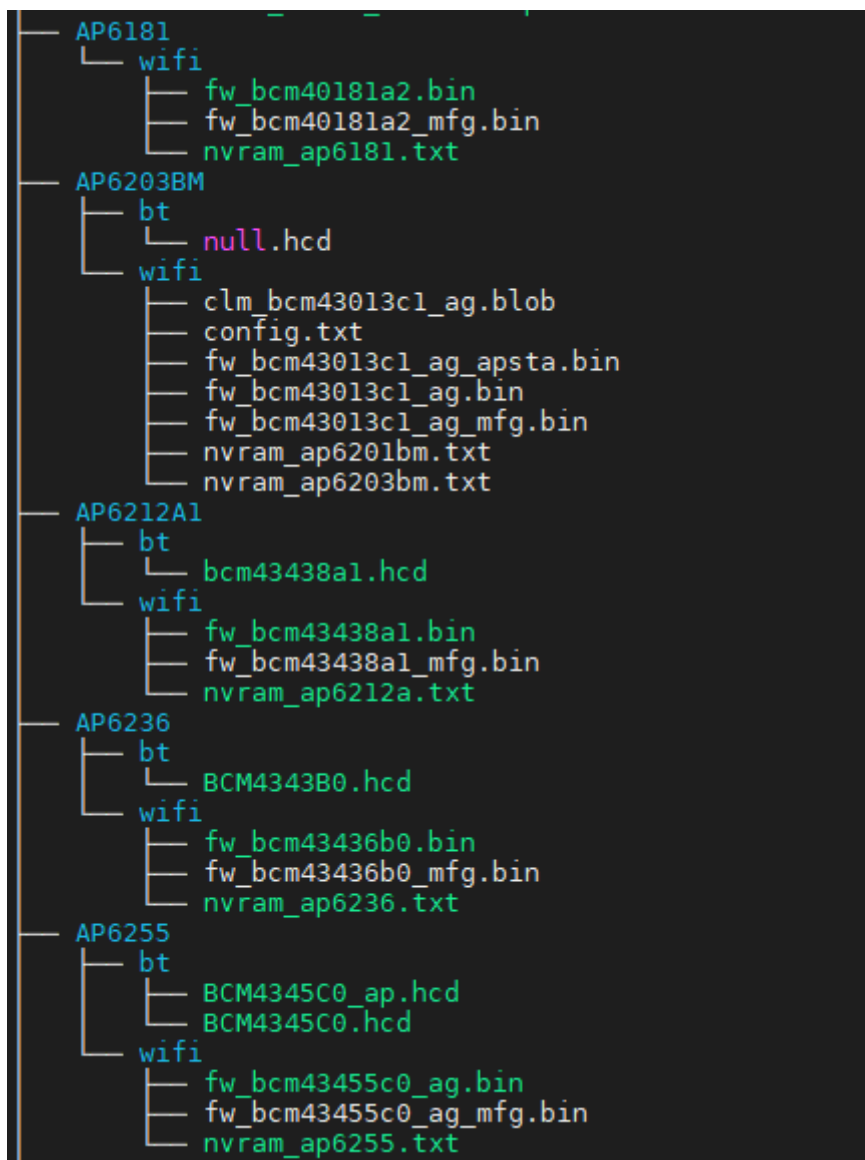 ├── AP6181
│   └── wifi
│       ├── fw_bcm40181a2.bin
│       ├── fw_bcm40181a2_mfg.bin
│       └── nvram_ap6181.txt
├── AP6203BM
│   ├── bt
│   │   └── null.hcd
│   └── wifi
│       ├── clm_bcm43013c1_ag.blob
│       ├── config.txt
│       ├── fw_bcm43013c1_ag_apsta.bin
│       ├── fw_bcm43013c1_ag.bin
│       ├── fw_bcm43013c1_ag_mfg.bin
│       ├── nvram_ap6201bm.txt
│       └── nvram_ap6203bm.txt
├── AP6212A1
│   ├── bt
│   │   └── bcm43438a1.hcd
│   └── wifi
│       ├── fw_bcm43438a1.bin
│       ├── fw_bcm43438a1_mfg.bin
│       └── nvram_ap6212a.txt
├── AP6236
│   ├── bt
│   │   └── BCM4343B0.hcd
│   └── wifi
│       ├── fw_bcm43436b0.bin
│       ├── fw_bcm43436b0_mfg.bin
│       └── nvram_ap6236.txt
├── AP6255
│   ├── bt
│   │   ├── BCM4345C0_ap.hcd
│   │   └── BCM4345C0.hcd
│   └── wifi
│       ├── fw_bcm43455c0_ag.bin
│       ├── fw_bcm43455c0_ag_mfg.bin
│       └── nvram_ap6255.txt